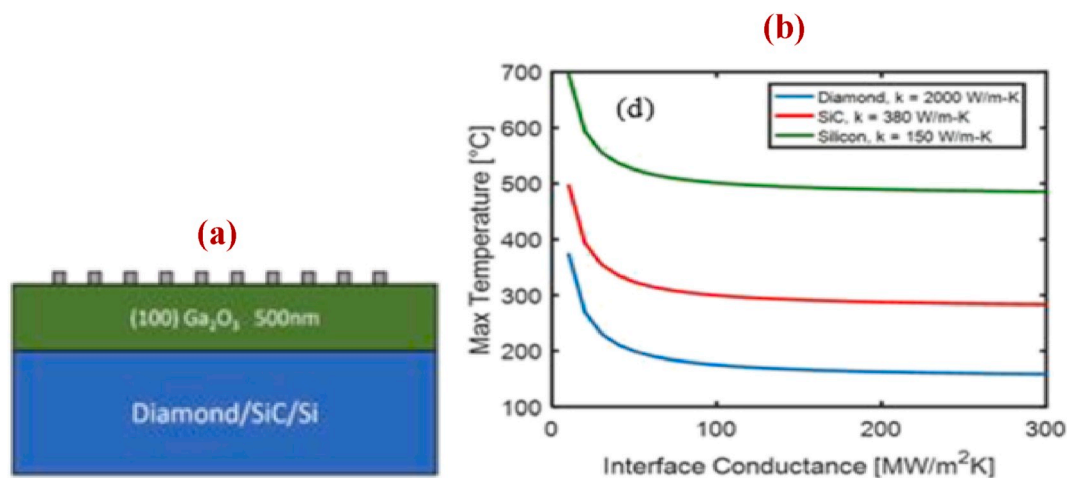 (a)
(100) Ga₂O₃ 500nm
Diamond/SiC/Si
(b)
(d)
Diamond, k = 2000 W/m-K
SiC, k = 380 W/m-K
Silicon, k = 150 W/m-K
Max Temperature [°C]
700
600
500
400
300
200
100
0 100 200 300
Interface Conductance [MW/m²K]